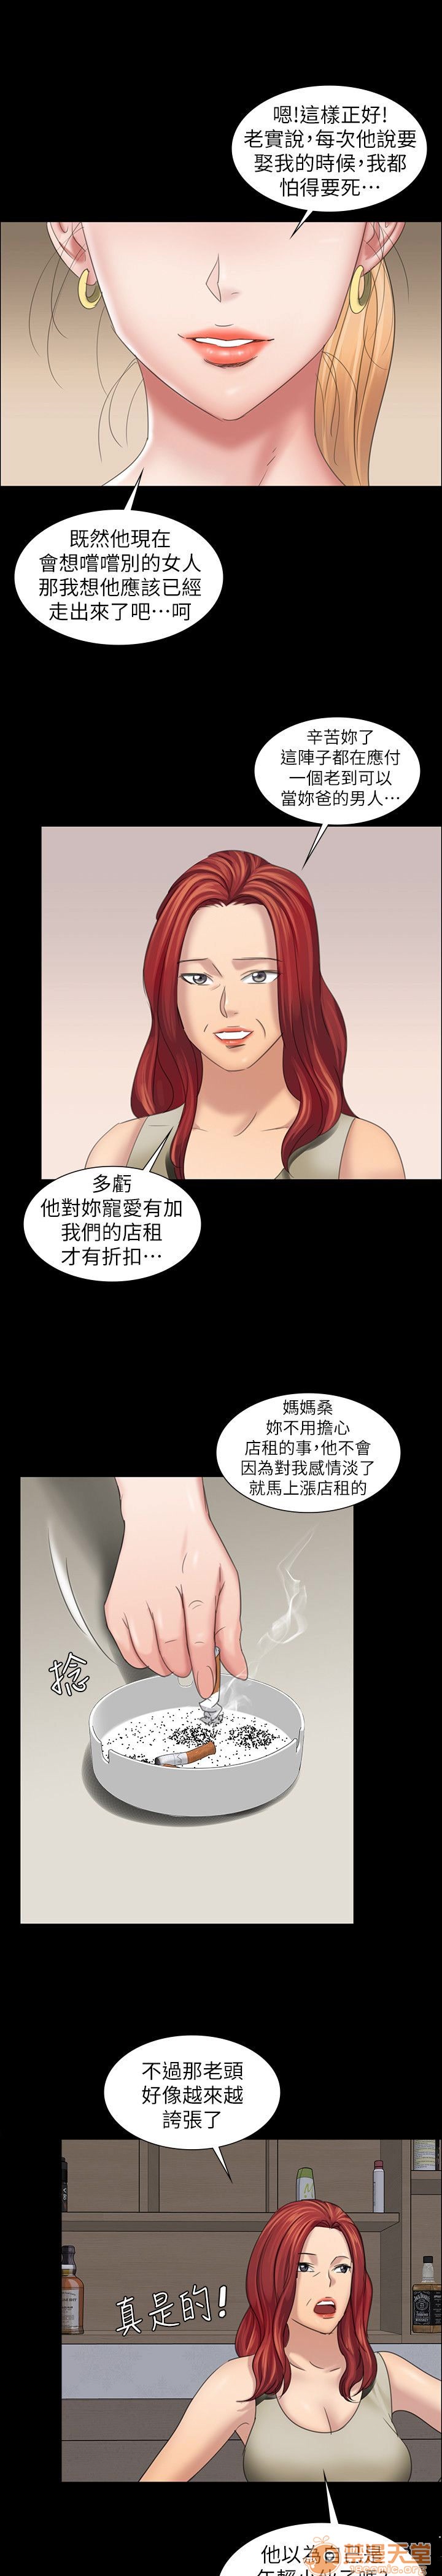 嗯!這樣正好!
老實說,每次他說要
娶我的時候,我都
怕得要死…
既然他現在
會想嚐嚐別的女人
那我想他應該已經
走出來了吧…呵
辛苦妳了
這陣子都在應付
一個老到可以
當妳爸的男人…
多虧
他對妳寵愛有加
我們的店租
才有折扣…
媽媽桑
妳不用擔心
店租的事,他不會
因為對我感情淡了
就馬上漲店租的
捻
不過那老頭
好像越來越
誇張了
真是的!
他以為自己是